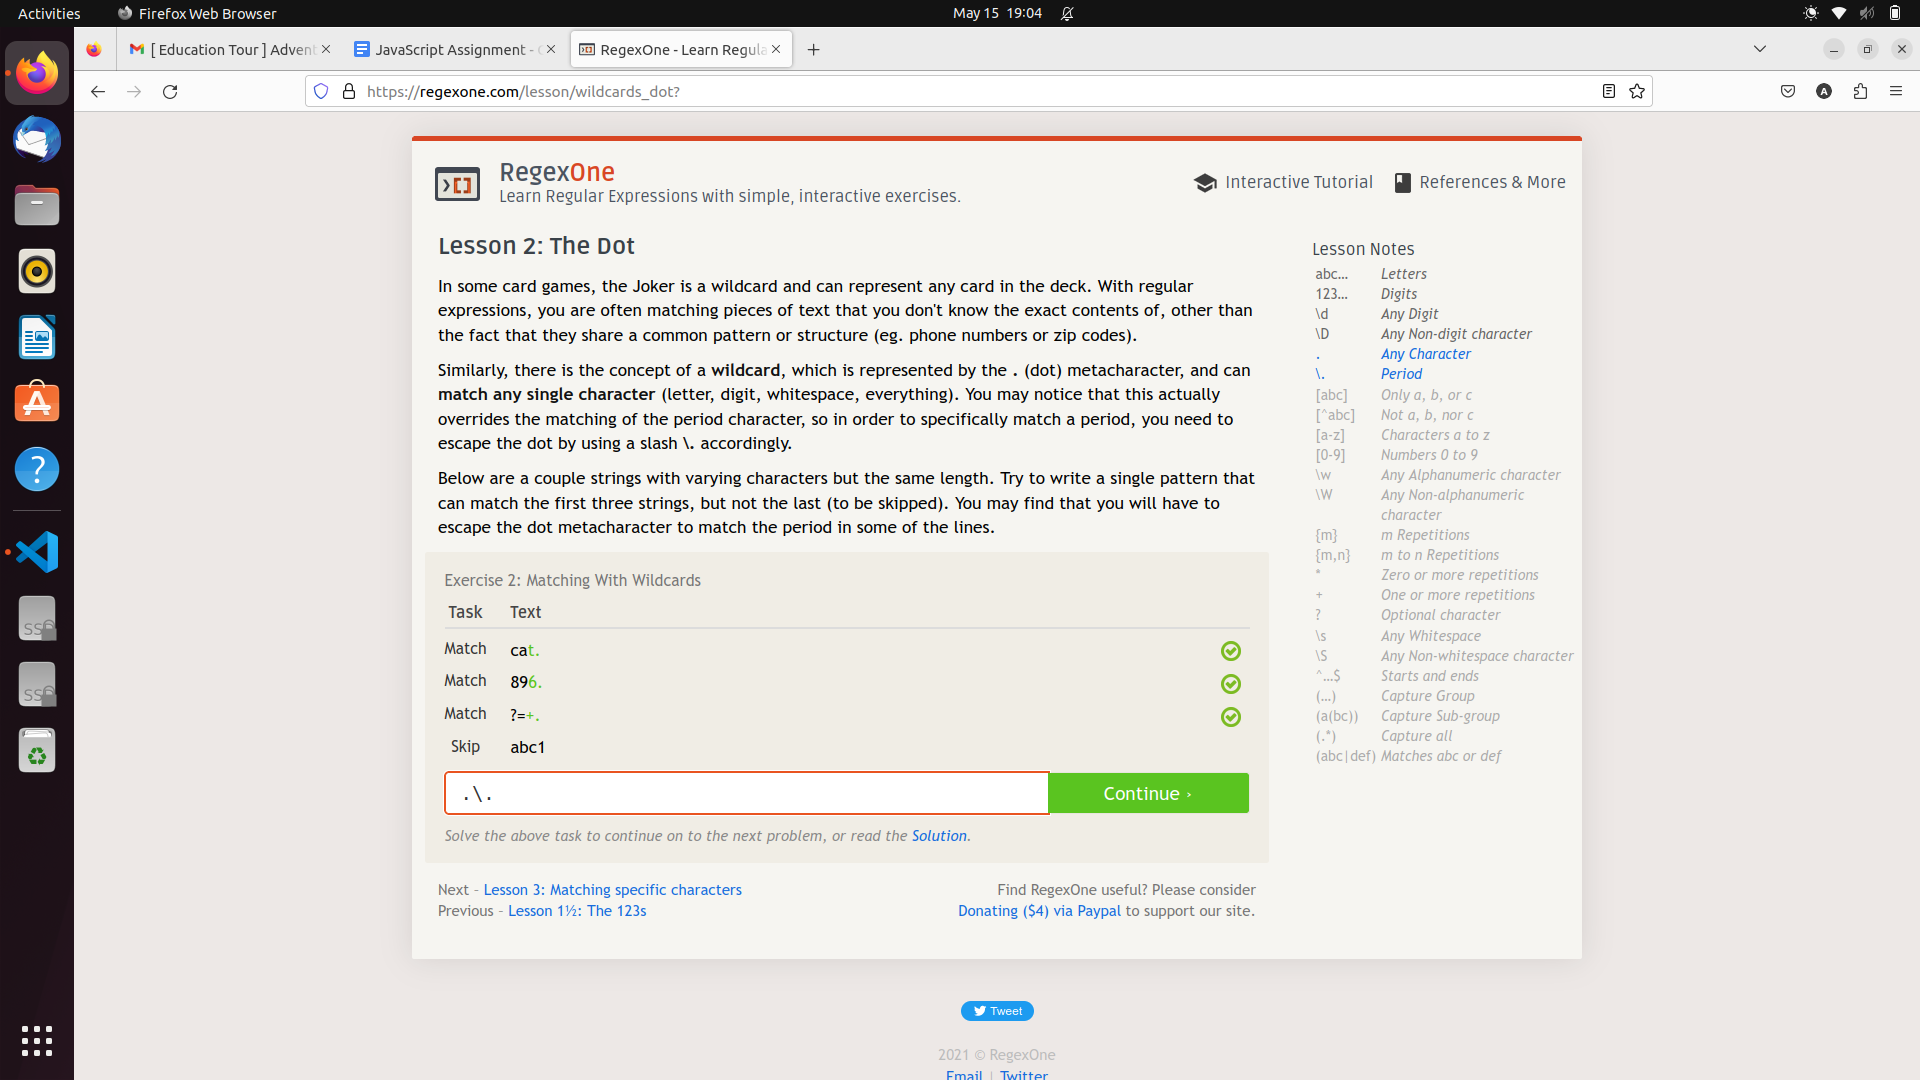 Activities
Firefox Web Browser
May 15 19:04
[ Education Tour ] Advent
JavaScript Assignment -
RegexOne - Learn Regula
https://regexone.com/lesson/wildcards_dot?
RegexOne
Learn Regular Expressions with simple, interactive exercises.
Interactive Tutorial
References & More
Lesson 2: The Dot
In some card games, the Joker is a wildcard and can represent any card in the deck. With regular
expressions, you are often matching pieces of text that you don't know the exact contents of, other than
the fact that they share a common pattern or structure (eg. phone numbers or zip codes).
Similarly, there is the concept of a wildcard, which is represented by the . (dot) metacharacter, and can
match any single character (letter, digit, whitespace, everything). You may notice that this actually
overrides the matching of the period character, so in order to specifically match a period, you need to
escape the dot by using a slash \. accordingly.
Below are a couple strings with varying characters but the same length. Try to write a single pattern that
can match the first three strings, but not the last (to be skipped). You may find that you will have to
escape the dot metacharacter to match the period in some of the lines.
Exercise 2: Matching With Wildcards
Task Text
Match cat.
Match 896.
Match ?=+.
Skip abc1
.\.
Continue ›
Solve the above task to continue on to the next problem, or read the Solution.
Next – Lesson 3: Matching specific characters
Previous – Lesson 1½: The 123s
Find RegexOne useful? Please consider
Donating ($4) via Paypal to support our site.
Lesson Notes
abc… Letters
123… Digits
\d Any Digit
\D Any Non-digit character
. Any Character
\. Period
[abc] Only a, b, or c
[^abc] Not a, b, nor c
[a-z] Characters a to z
[0-9] Numbers 0 to 9
\w Any Alphanumeric character
\W Any Non-alphanumeric
character
{m} m Repetitions
{m,n} m to n Repetitions
* Zero or more repetitions
+ One or more repetitions
? Optional character
\s Any Whitespace
\S Any Non-whitespace character
^…$ Starts and ends
(…) Capture Group
(a(bc)) Capture Sub-group
(.*) Capture all
(abc|def) Matches abc or def
Tweet
2021 © RegexOne
Email | Twitter